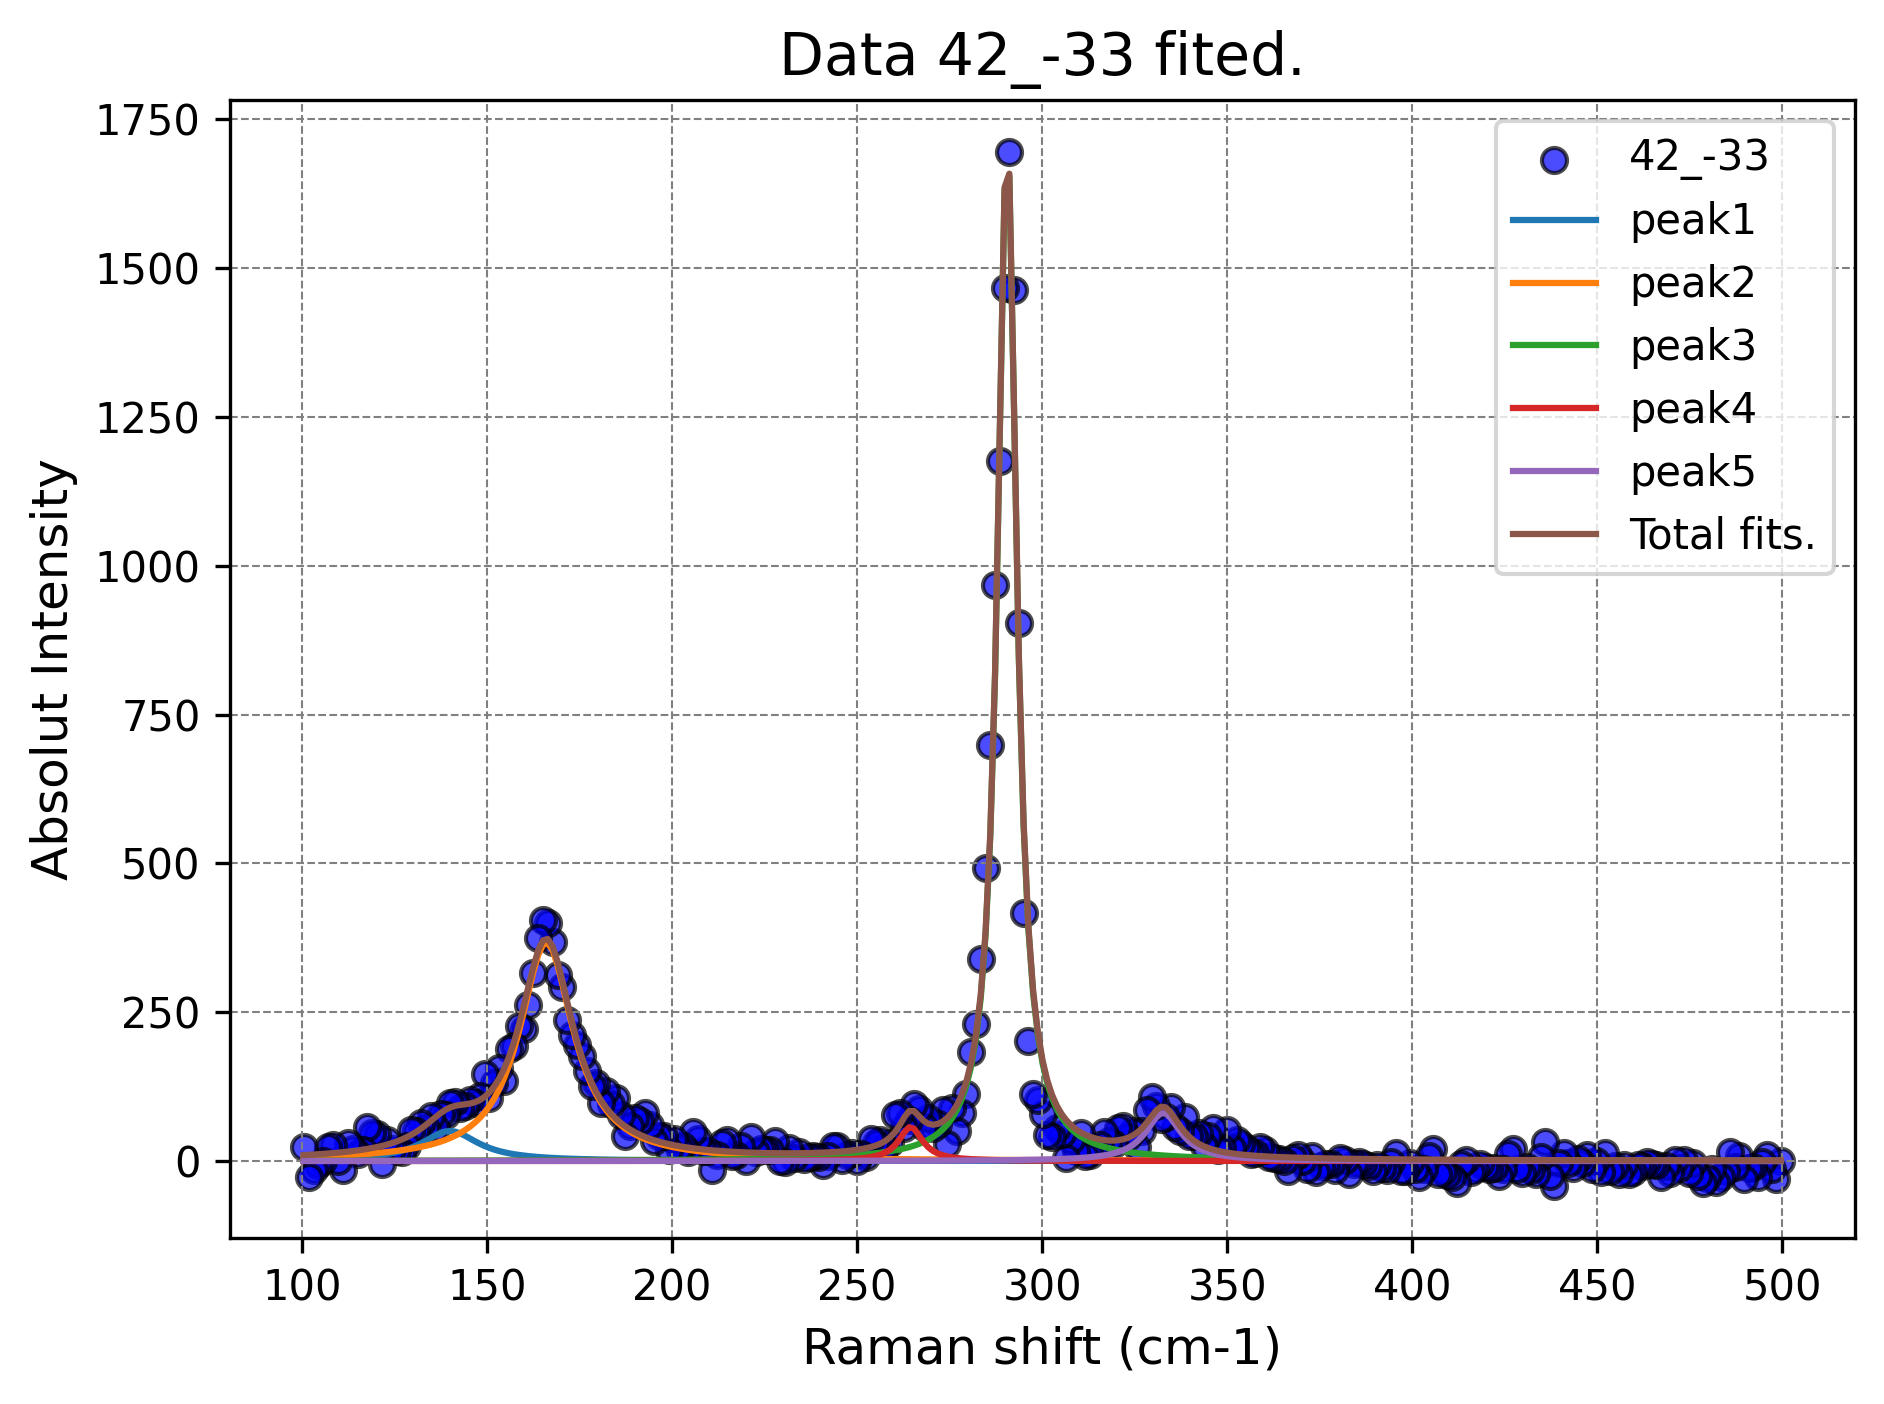 Data 42_-33 fited.
1750
1500
1250
1000
750
500
250
0
Absolut Intensity
42_-33
peak1
peak2
peak3
peak4
peak5
Total fits.
100 150 200 250 300 350 400 450 500
Raman shift (cm-1)